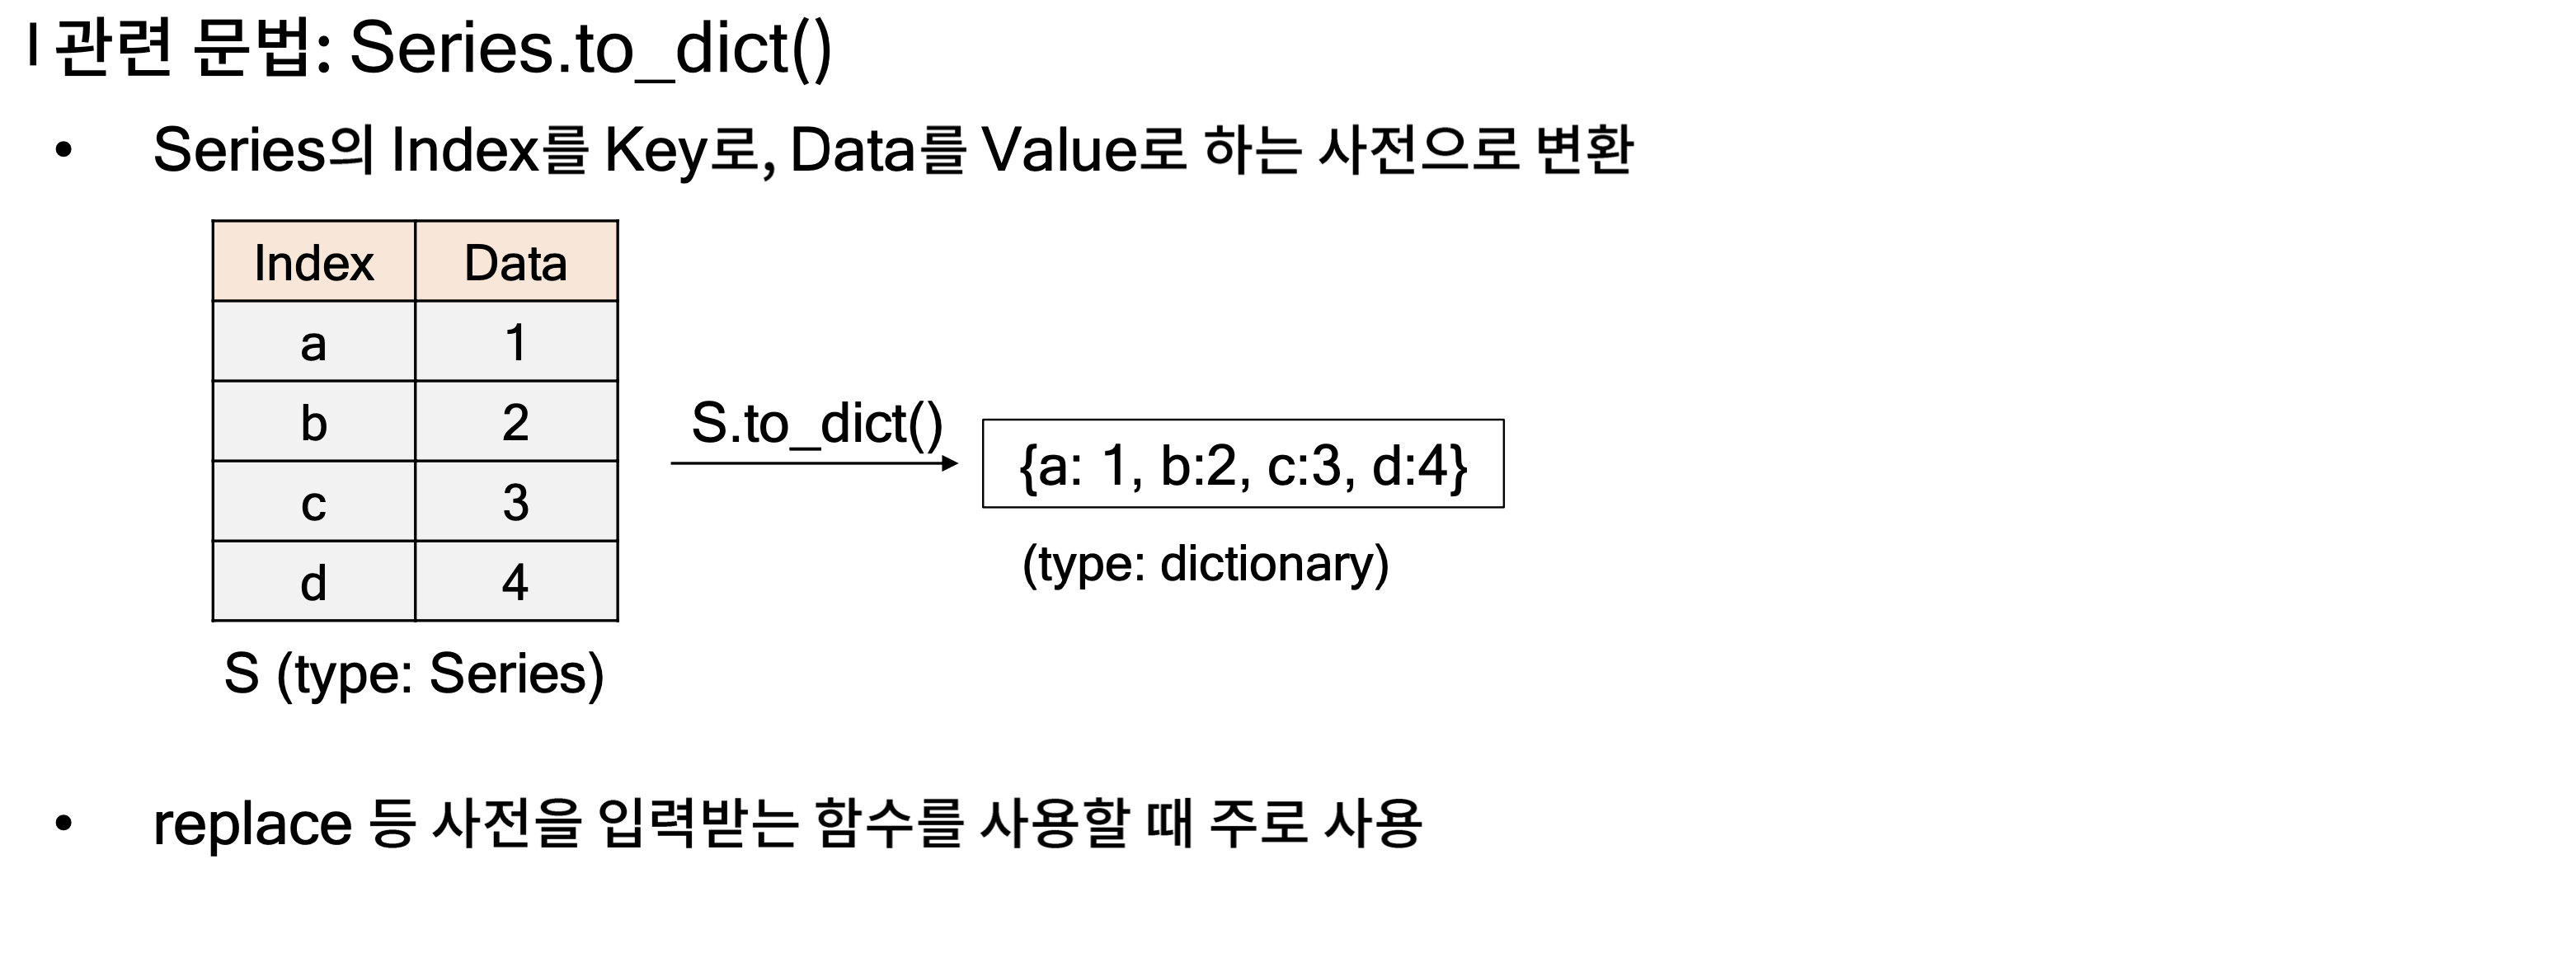 | 관련 문법: Series.to_dict()
• Series의 Index를 Key로, Data를 Value로 하는 사전으로 변환
Index Data
a 1
b 2
c 3
d 4
S (type: Series)
S.to_dict()
{a: 1, b:2, c:3, d:4}
(type: dictionary)
• replace 등 사전을 입력받는 함수를 사용할 때 주로 사용